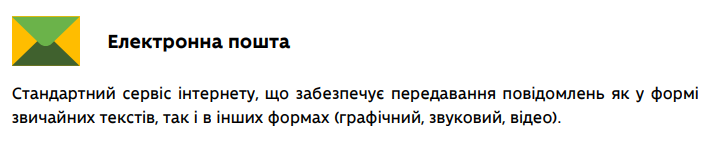 Електронна пошта
Стандартний сервіс інтернету, що забезпечує передавання повідомлень як у формі
звичайних текстів, так і в інших формах (графічний, звуковий, відео).